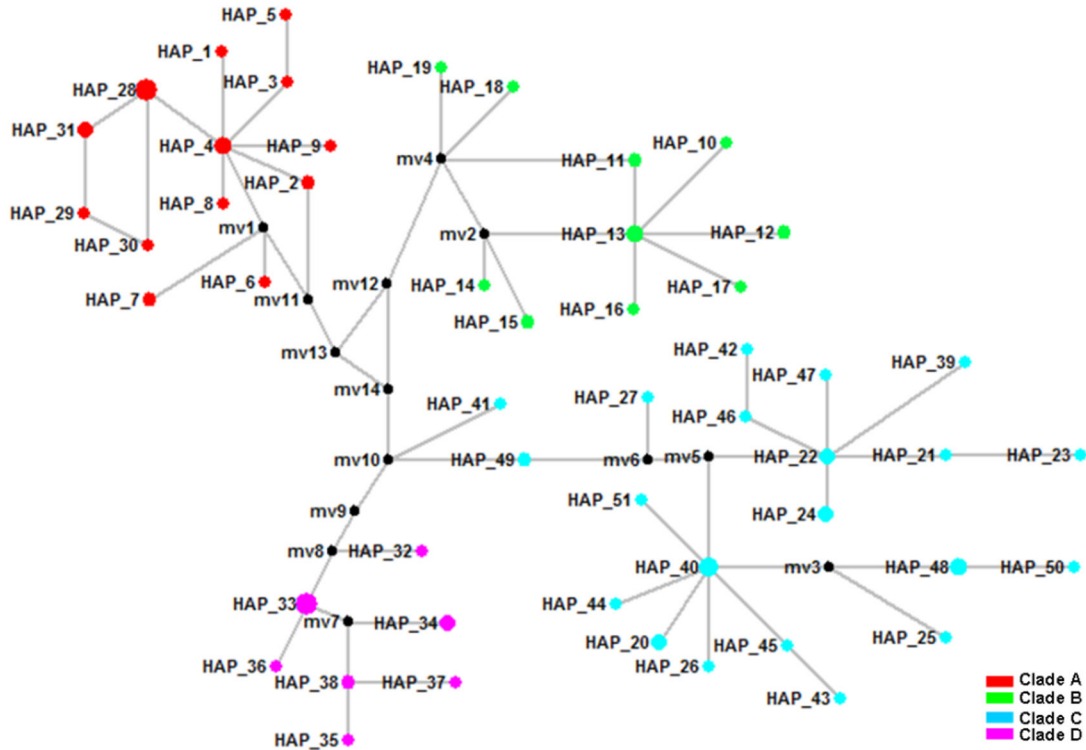 HAP_5
HAP_1
HAP_3
HAP_28
HAP_31
HAP_4
HAP_9
HAP_2
HAP_29
HAP_8
HAP_30
mv1
HAP_7
HAP_6
mv11
mv13
HAP_19
HAP_18
mv4
HAP_11
HAP_10
mv2
HAP_13
HAP_12
mv12
HAP_14
HAP_17
HAP_15
HAP_16
mv14
HAP_41
mv10
HAP_49
HAP_27
mv6
mv5
HAP_42
HAP_47
HAP_39
HAP_46
HAP_22
HAP_21
HAP_23
HAP_24
HAP_51
HAP_40
mv3
HAP_48
HAP_50
HAP_44
HAP_20
HAP_26
HAP_45
HAP_25
HAP_43
mv9
mv8
HAP_32
HAP_33
mv7
HAP_34
HAP_36
HAP_38
HAP_37
HAP_35
Clade A
Clade B
Clade C
Clade D